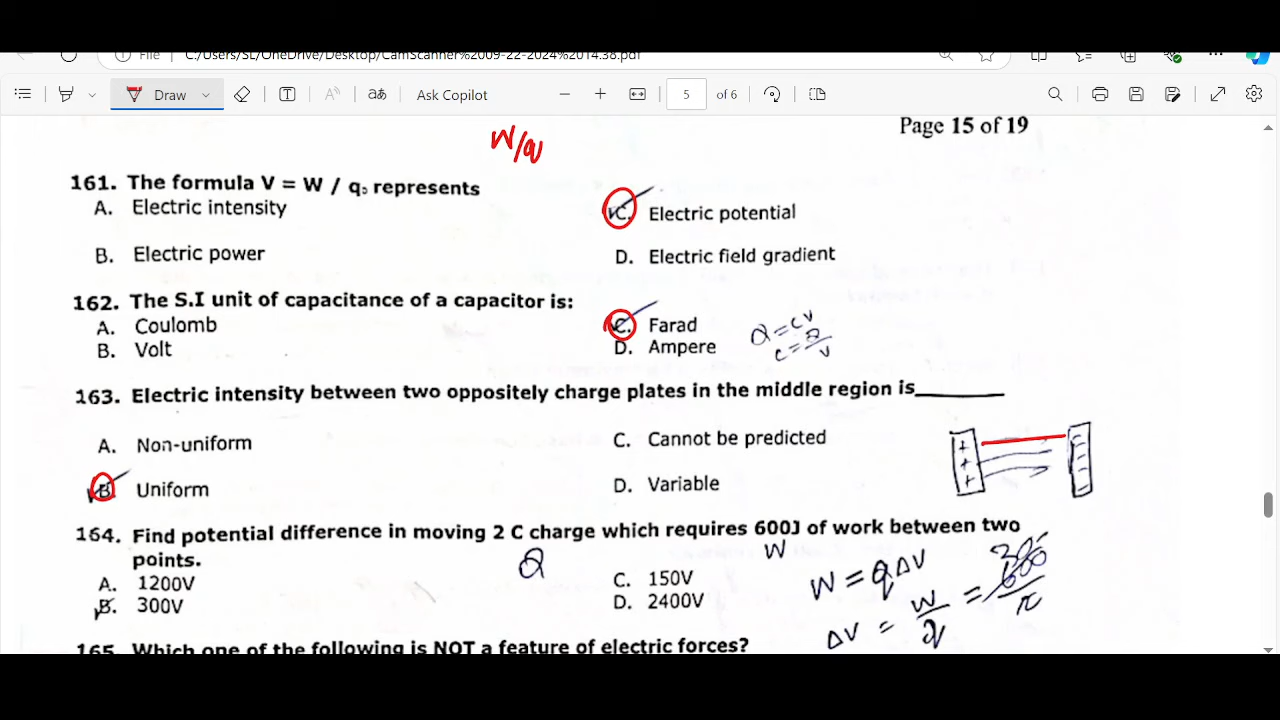 File C:/Users/SL/OneDrive/Desktop/CamScanner%2009-22-2024%2014.38.pdf
Draw
Ask Copilot
5 of 6
Page 15 of 19
W/q
161. The formula V = W / q. represents
A. Electric intensity
C. Electric potential
B. Electric power
D. Electric field gradient
162. The S.I unit of capacitance of a capacitor is:
A. Coulomb
C. Farad
B. Volt
D. Ampere
Q = CV
C = Q/V
163. Electric intensity between two oppositely charge plates in the middle region is
A. Non-uniform
C. Cannot be predicted
B. Uniform
D. Variable
164. Find potential difference in moving 2 C charge which requires 600J of work between two
points.
Q
W
A. 1200V
C. 150V
B. 300V
D. 2400V
W = qΔV
ΔV = W/q = 600
165. Which one of the following is NOT a feature of electric forces?